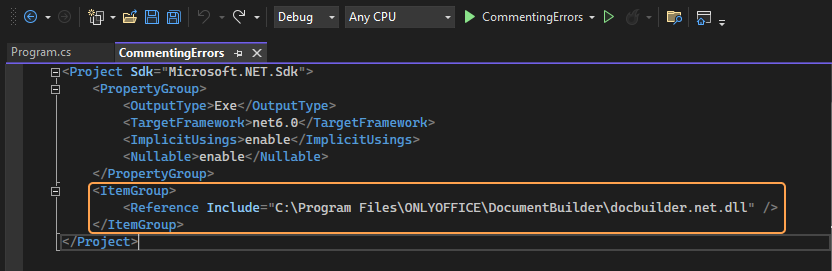 Debug Any CPU CommentingErrors
Program.cs CommentingErrors
<Project Sdk="Microsoft.NET.Sdk">
<PropertyGroup>
<OutputType>Exe</OutputType>
<TargetFramework>net6.0</TargetFramework>
<ImplicitUsings>enable</ImplicitUsings>
<Nullable>enable</Nullable>
</PropertyGroup>
<ItemGroup>
<Reference Include="C:\Program Files\ONLYOFFICE\DocumentBuilder\docbuilder.net.dll" />
</ItemGroup>
</Project>